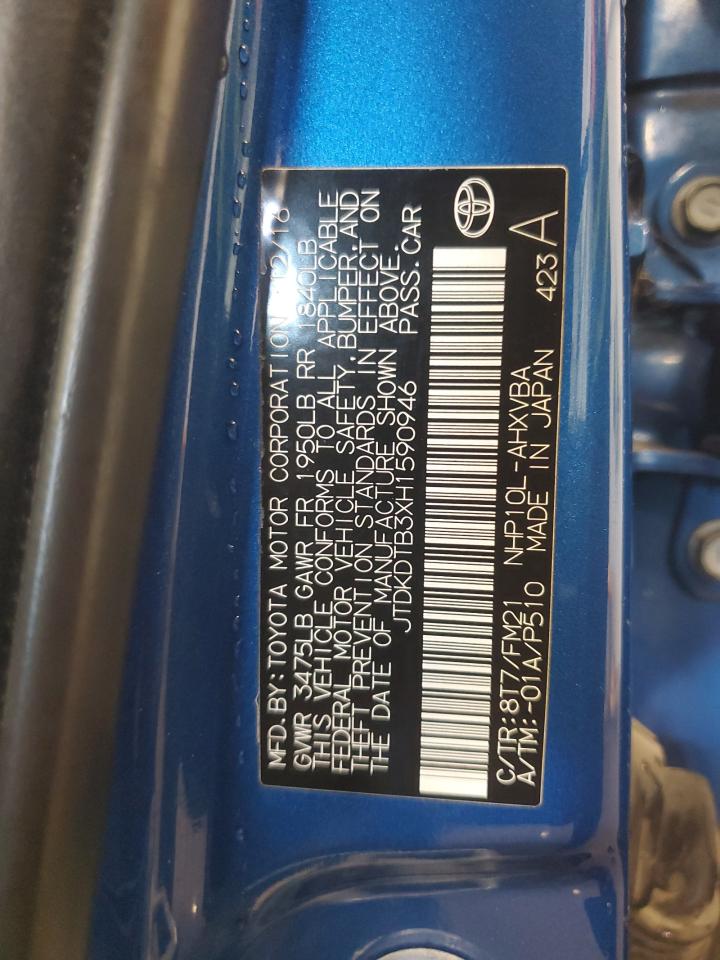 MFD.BY:TOYOTA MOTOR CORPORATION 12/16
GVWR 3475LB GAWR FR 1950LB RR 1840LB
THIS VEHICLE CONFORMS TO ALL APPLICABLE
FEDERAL MOTOR VEHICLE SAFETY,BUMPER,AND
THEFT PREVENTION STANDARDS IN EFFECT ON
THE DATE OF MANUFACTURE SHOWN ABOVE.
JTDKDTB3XH1590946 PASS.CAR
C/TR:8T7/FM21 NHP10L-AHXVBA 423
A/TM:-01A/P510 MADE IN JAPAN A